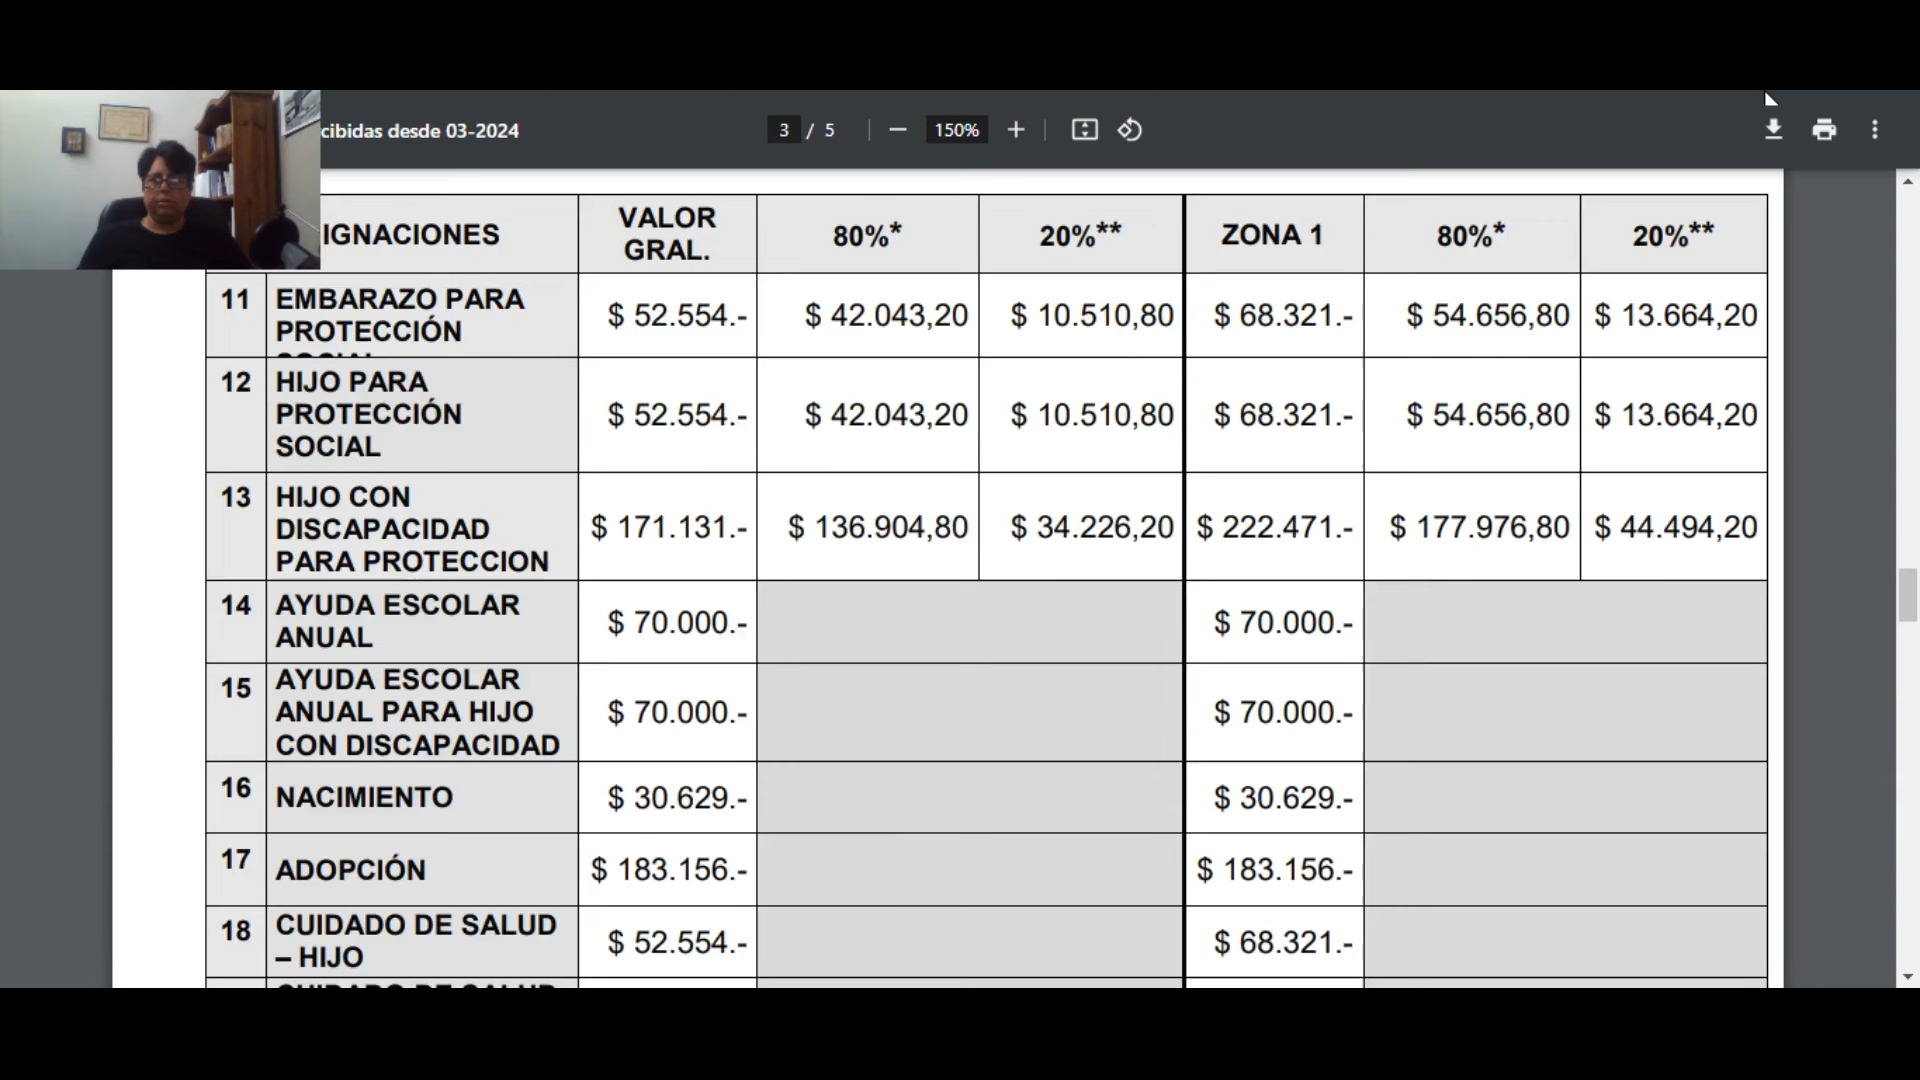 cibidas desde 03-2024
3 / 5
150%
IGNACIONES VALOR GRAL. 80%* 20%** ZONA 1 80%* 20%**
11 EMBARAZO PARA PROTECCIÓN SOCIAL $ 52.554.- $ 42.043,20 $ 10.510,80 $ 68.321.- $ 54.656,80 $ 13.664,20
12 HIJO PARA PROTECCIÓN SOCIAL $ 52.554.- $ 42.043,20 $ 10.510,80 $ 68.321.- $ 54.656,80 $ 13.664,20
13 HIJO CON DISCAPACIDAD PARA PROTECCION $ 171.131.- $ 136.904,80 $ 34.226,20 $ 222.471.- $ 177.976,80 $ 44.494,20
14 AYUDA ESCOLAR ANUAL $ 70.000.- $ 70.000.-
15 AYUDA ESCOLAR ANUAL PARA HIJO CON DISCAPACIDAD $ 70.000.- $ 70.000.-
16 NACIMIENTO $ 30.629.- $ 30.629.-
17 ADOPCIÓN $ 183.156.- $ 183.156.-
18 CUIDADO DE SALUD – HIJO $ 52.554.- $ 68.321.-
CUIDADO DE SALUD